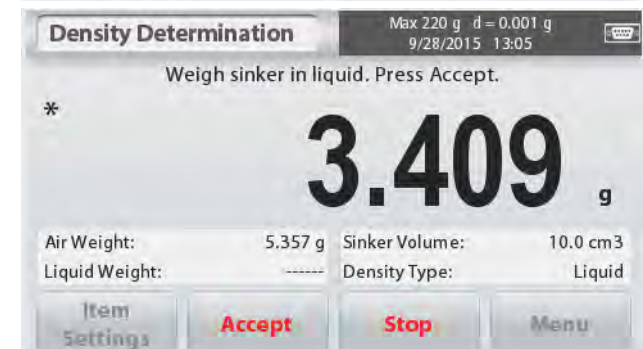 Density Determination
Max 220 g d = 0.001 g
9/28/2015 13:05
Weigh sinker in liquid. Press Accept.
*
3.409 g
Air Weight: 5.357 g Sinker Volume: 10.0 cm3
Liquid Weight: ------ Density Type: Liquid
Item
Settings
Accept
Stop
Menu